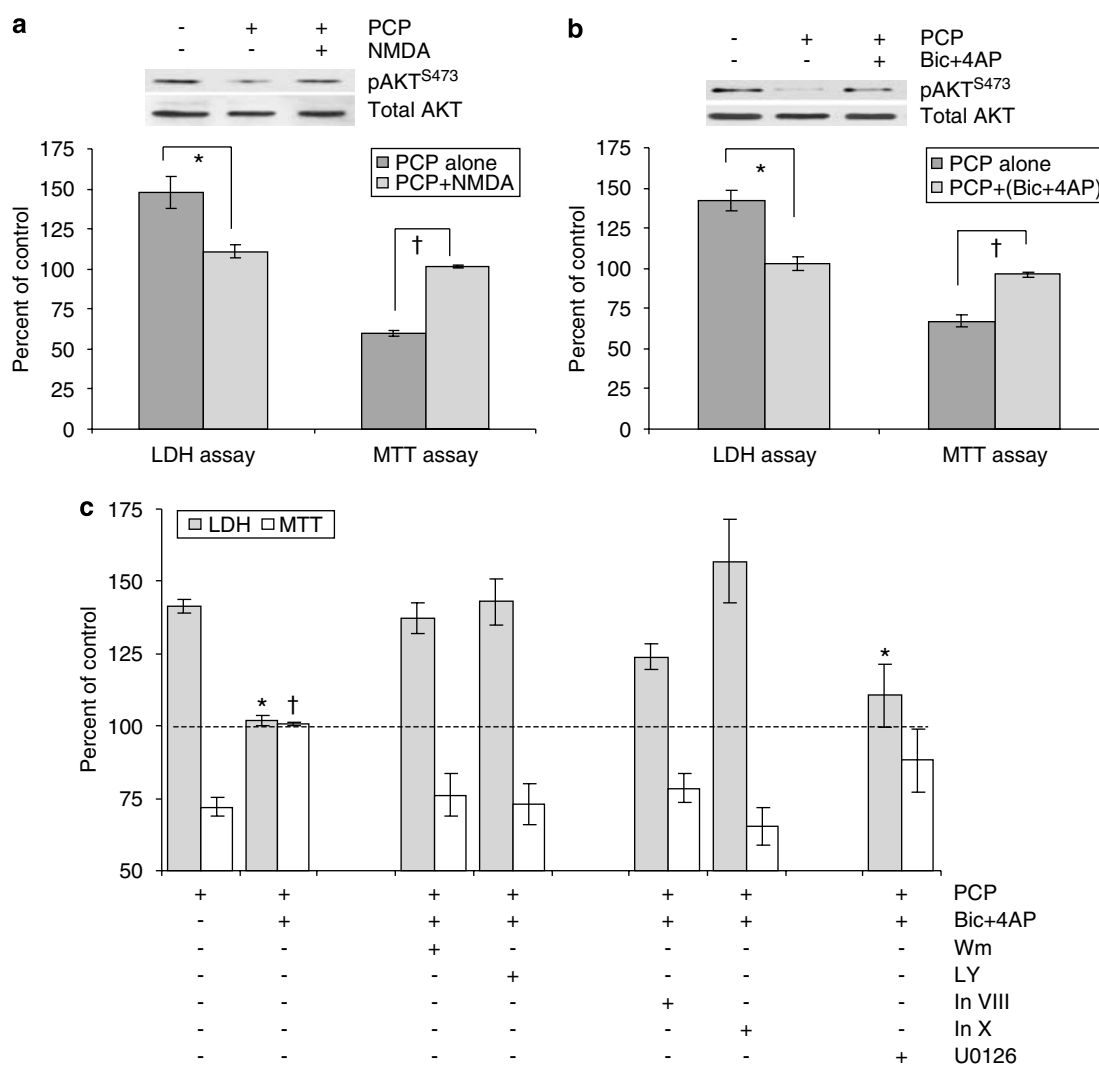 a
- + + PCP
- - + NMDA
pAKTS473
Total AKT
Percent of control
175
150
125
100
75
50
25
0
*
†
PCP alone
PCP+NMDA
LDH assay
MTT assay
b
- + + PCP
- - + Bic+4AP
pAKTS473
Total AKT
Percent of control
175
150
125
100
75
50
25
0
*
†
PCP alone
PCP+(Bic+4AP)
LDH assay
MTT assay
c
Percent of control
175
150
125
100
75
50
LDH MTT
* †
*
+ + + + + + + PCP
- + + + + + + Bic+4AP
- - + - - - - Wm
- - - + - - - LY
- - - - + - - In VIII
- - - - - + - In X
- - - - - - + U0126